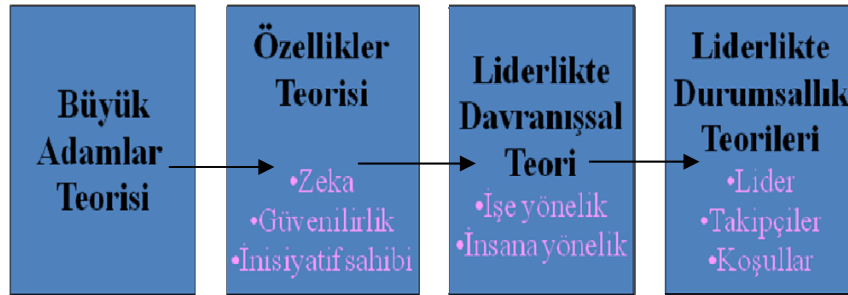 Büyük
Adamlar
Teorisi
Özellikler
Teorisi
•Zeka
•Güvenilirlik
•İnisiyatif sahibi
Liderlikte
Davranışsal
Teori
•İşe yönelik
•İnsana yönelik
Liderlikte
Durumsallık
Teorileri
•Lider
•Takipçiler
•Koşullar